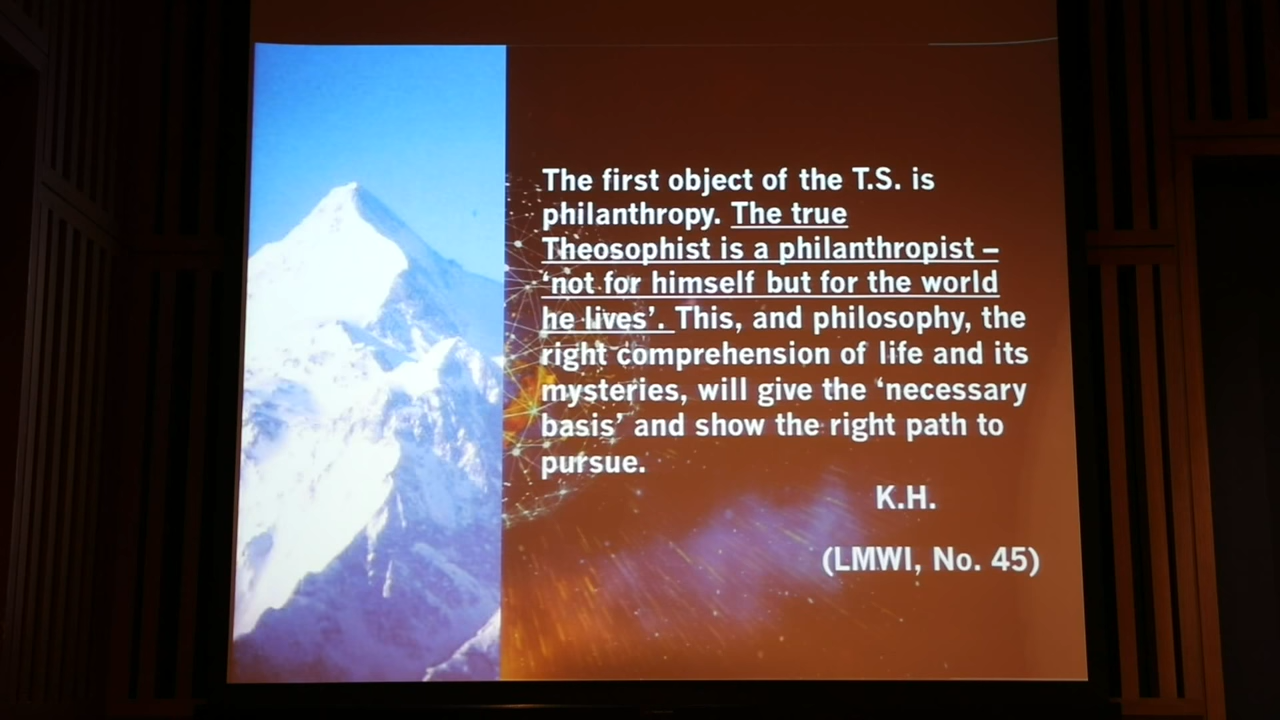 The first object of the T.S. is
philanthropy. The true
Theosophist is a philanthropist –
‘not for himself but for the world
he lives’. This, and philosophy, the
right comprehension of life and its
mysteries, will give the ‘necessary
basis’ and show the right path to
pursue.
K.H.
(LMWI, No. 45)